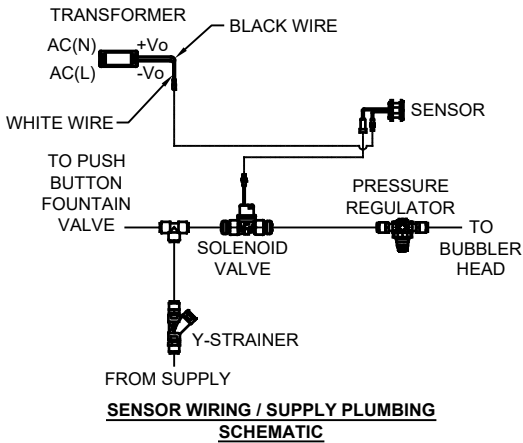 TRANSFORMER
BLACK WIRE
AC(N)
+Vo
AC(L)
-Vo
WHITE WIRE
SENSOR
TO PUSH
BUTTON
FOUNTAIN
VALVE
PRESSURE
REGULATOR
SOLENOID
VALVE
TO
BUBBLER
HEAD
Y-STRAINER
FROM SUPPLY
SENSOR WIRING / SUPPLY PLUMBING
SCHEMATIC